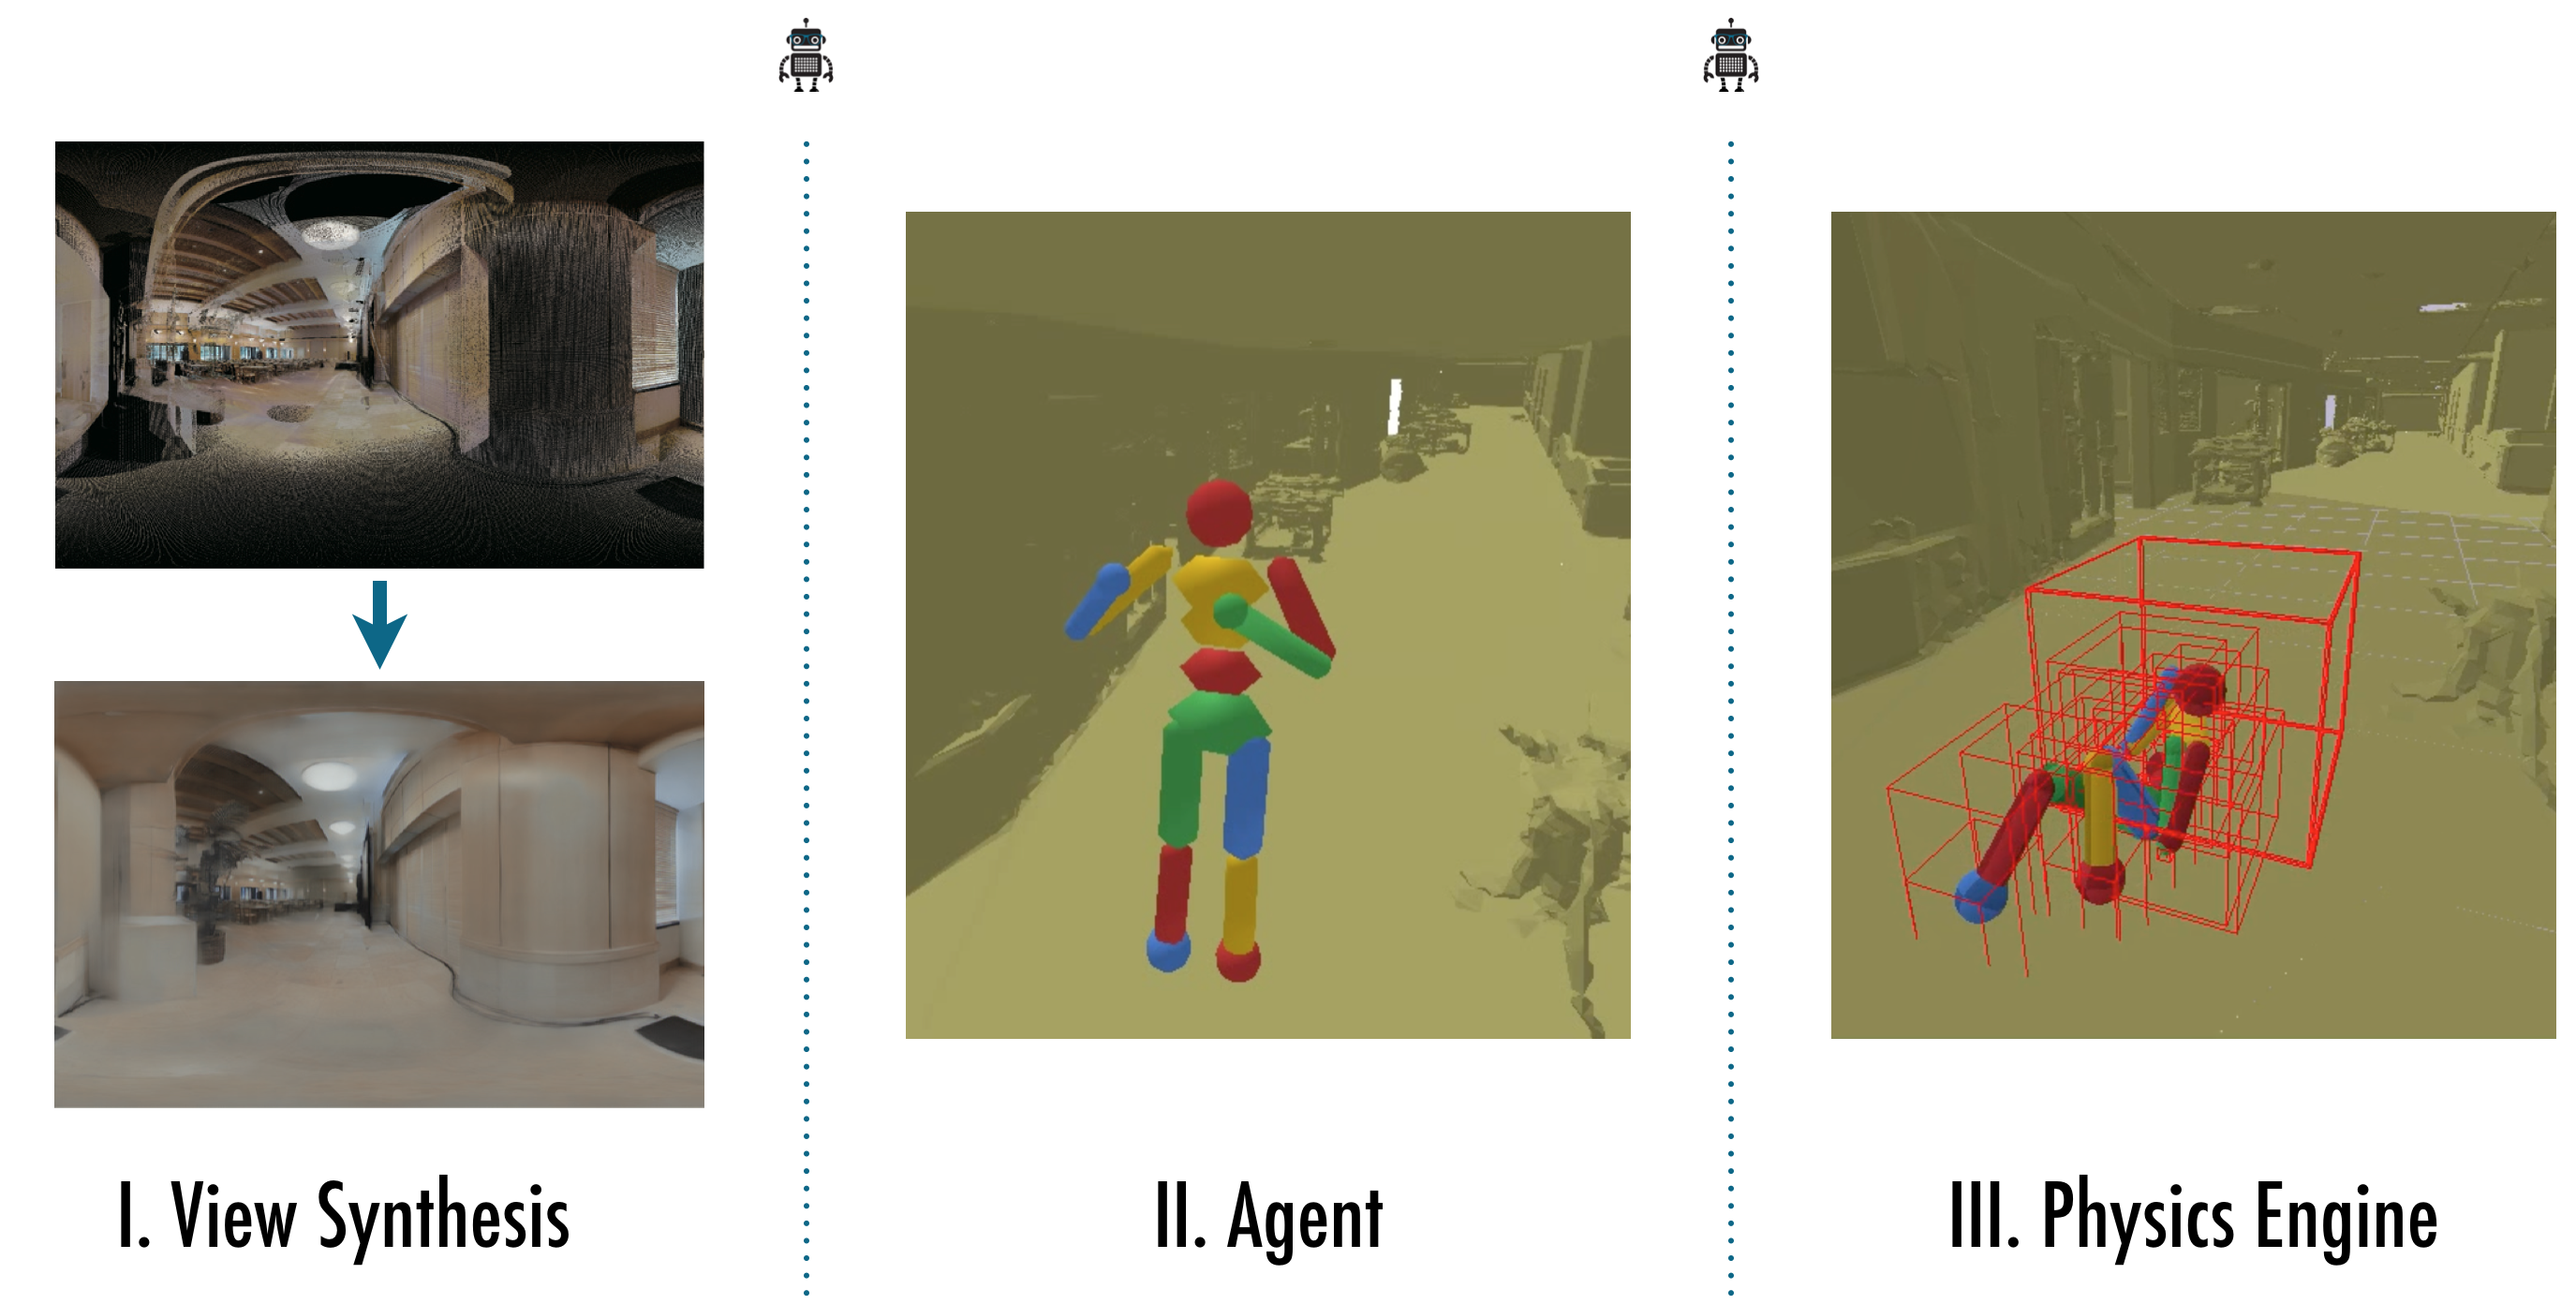 I. View Synthesis
II. Agent
III. Physics Engine